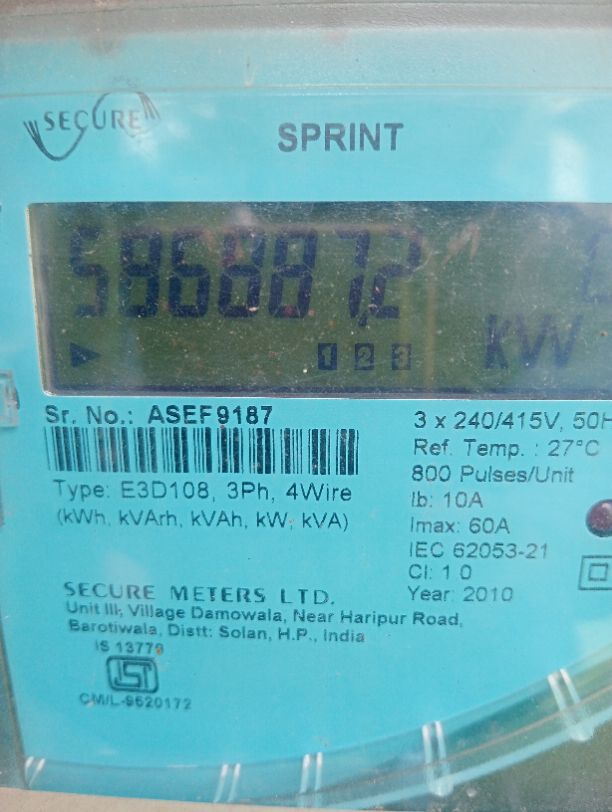 SECURE
SPRINT
586887.2
1 2 3
KW
Sr. No.: ASEF9187
Type: E3D108, 3Ph, 4Wire
(kWh, kVArh, kVAh, kW, kVA)
3 x 240/415V, 50H
Ref. Temp. : 27°C
800 Pulses/Unit
Ib: 10A
Imax: 60A
IEC 62053-21
Cl: 1.0
Year: 2010
SECURE METERS LTD.
Unit III, Village Damowala, Near Haripur Road,
Barotiwala, Distt: Solan, H.P., India
IS 13779
CM/L-9620172